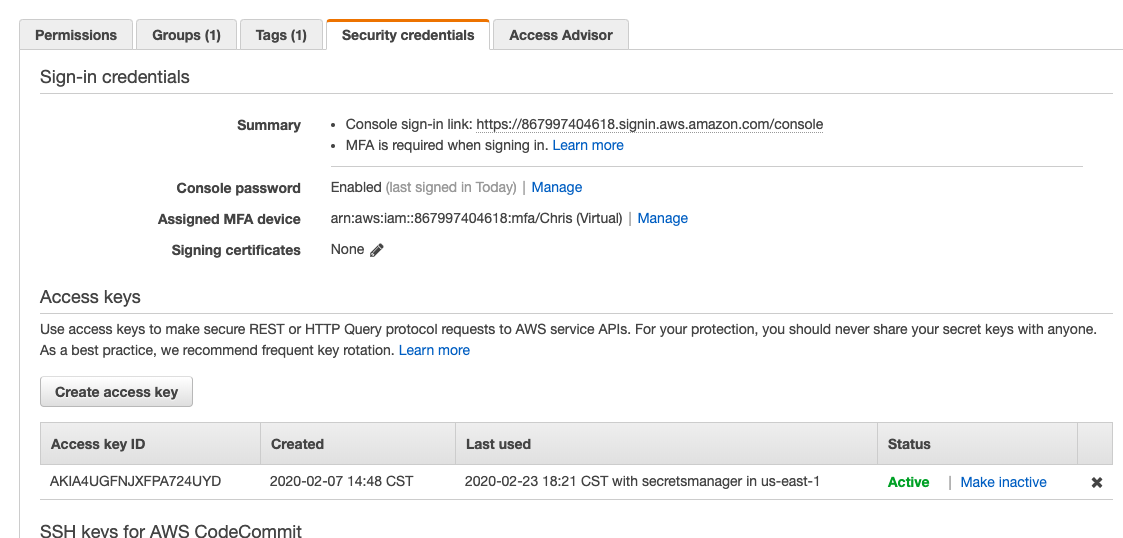 Permissions Groups (1) Tags (1) Security credentials Access Advisor
Sign-in credentials
Summary • Console sign-in link: https://867997404618.signin.aws.amazon.com/console
• MFA is required when signing in. Learn more
Console password Enabled (last signed in Today) | Manage
Assigned MFA device arn:aws:iam::867997404618:mfa/Chris (Virtual) | Manage
Signing certificates None
Access keys
Use access keys to make secure REST or HTTP Query protocol requests to AWS service APIs. For your protection, you should never share your secret keys with anyone.
As a best practice, we recommend frequent key rotation. Learn more
Create access key
Access key ID Created Last used Status
AKIA4UGFNJXFPA724UYD 2020-02-07 14:48 CST 2020-02-23 18:21 CST with secretsmanager in us-east-1 Active | Make inactive
SSH keys for AWS CodeCommit